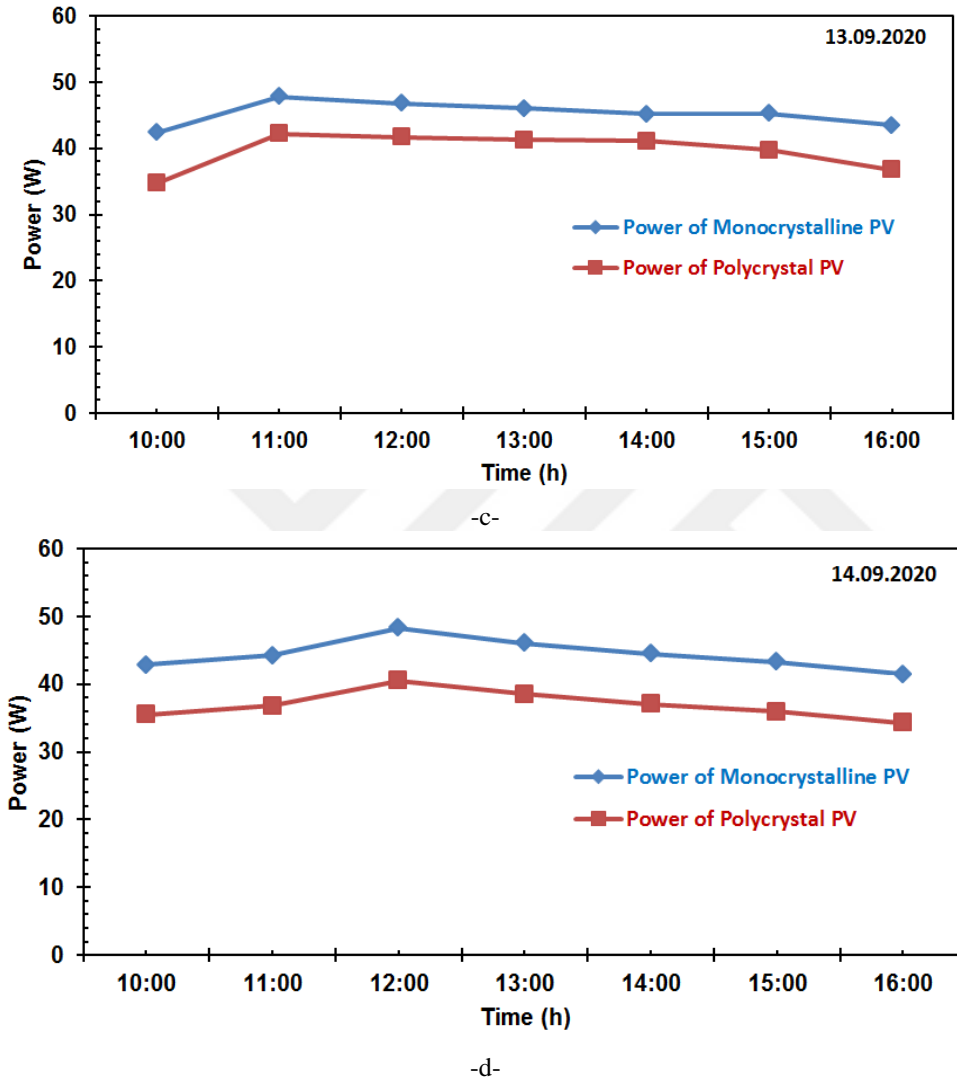 60
13.09.2020
50
40
30
20
10
0
Power (W)
Power of Monocrystalline PV
Power of Polycrystal PV
10:00 11:00 12:00 13:00 14:00 15:00 16:00
Time (h)
-c-
60
14.09.2020
50
40
30
20
10
0
Power (W)
Power of Monocrystalline PV
Power of Polycrystal PV
10:00 11:00 12:00 13:00 14:00 15:00 16:00
Time (h)
-d-